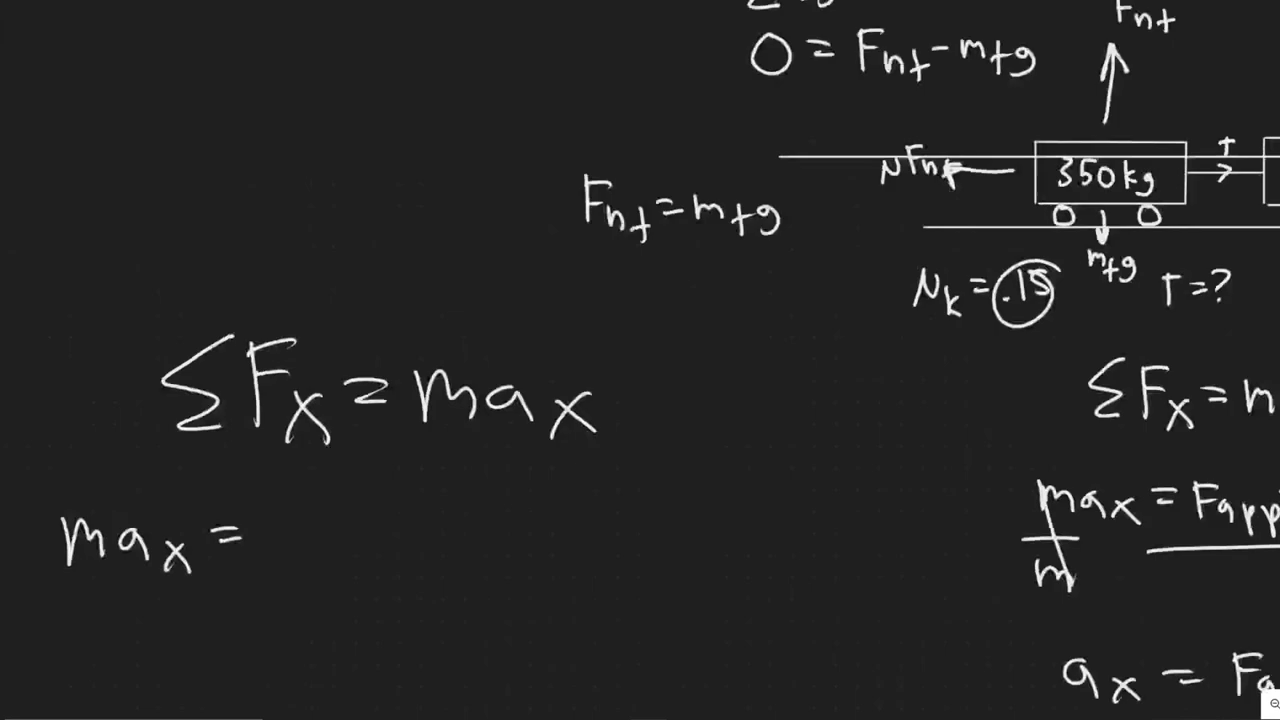 Fnt
0 = Fnt - mtg
T
μFnt
350kg
Fnt = mtg
mtg
μk = .15
T = ?
ΣFx = max
ΣFx = m
max = Fapp
m
max =
ax = Fa